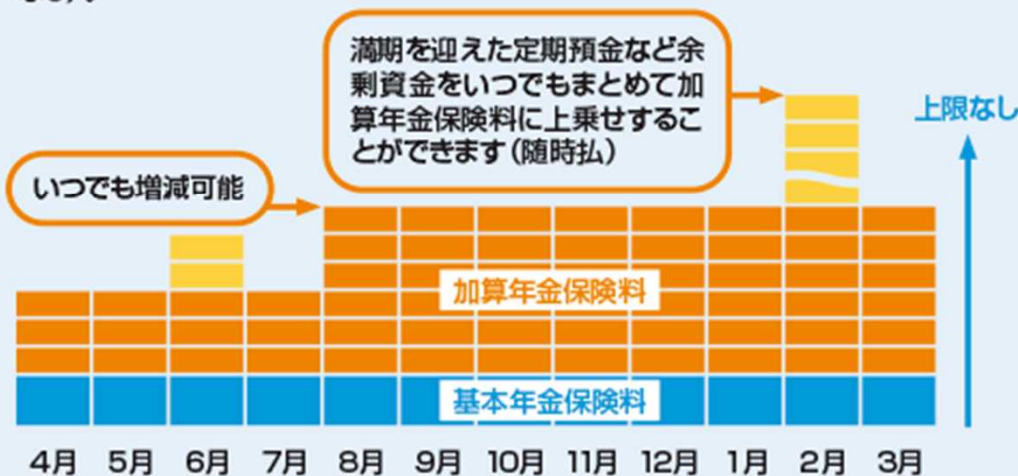 満期を迎えた定期預金など余
剰資金をいつでもまとめて加
算年金保険料に上乗せするこ
とができます(随時払)
上限なし
いつでも増減可能
加算年金保険料
基本年金保険料
4月 5月 6月 7月 8月 9月 10月 11月 12月 1月 2月 3月